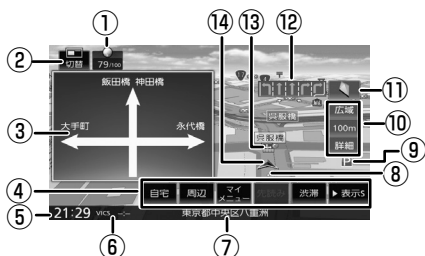 ① ② ③ ④ ⑤ ⑥ ⑦ ⑧ ⑨ ⑩ ⑪ ⑫ ⑬ ⑭
切替
79/100
飯田橋 神田橋
大手町
永代橋
呉服橋
呉服橋
広域
100m
詳細
P
自宅
周辺
マイ
メニュー
渋滞
▶ 表示S
21:29
VICS --:--
東京都中央区八重洲